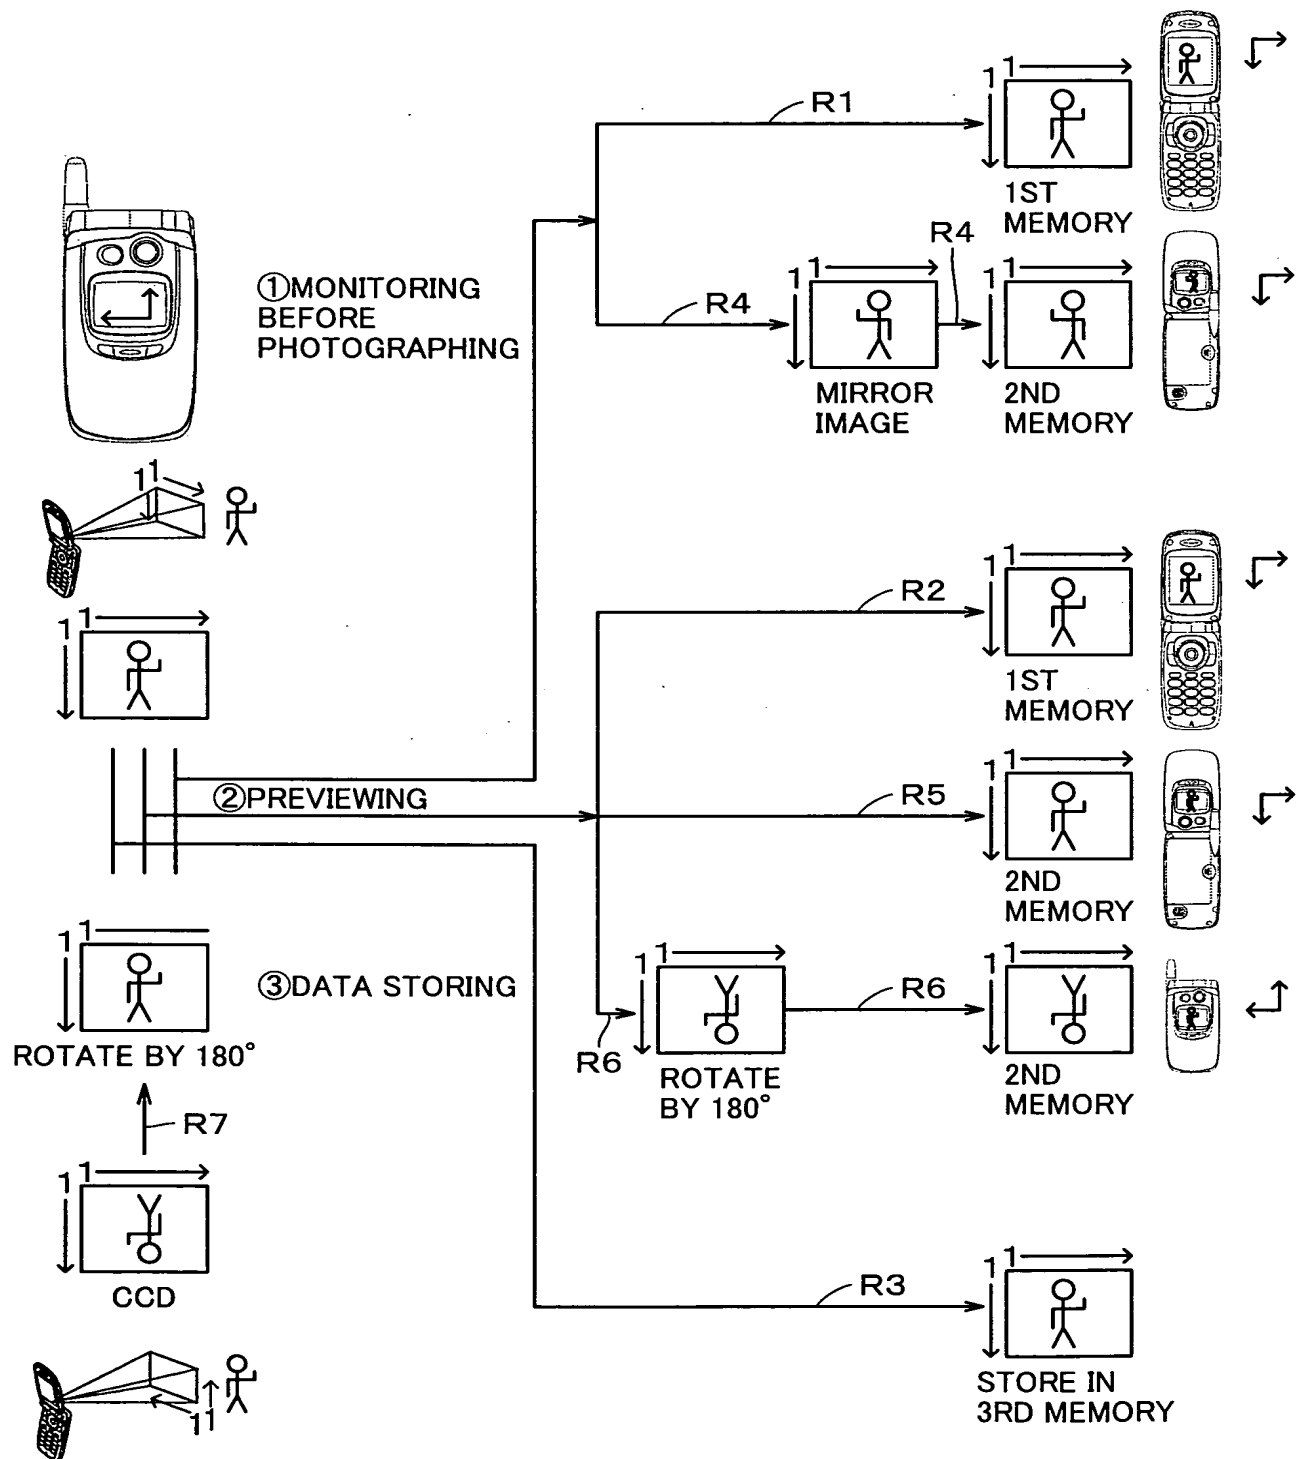 R1
1 1
1ST
MEMORY
①MONITORING
BEFORE
PHOTOGRAPHING
R4
1 1
MIRROR
IMAGE
R4
1 1
2ND
MEMORY
1 1
1 1
R2
1 1
1ST
MEMORY
②PREVIEWING
R5
1 1
2ND
MEMORY
1 1
ROTATE BY 180°
③DATA STORING
R6
1 1
ROTATE
BY 180°
R6
1 1
2ND
MEMORY
R7
1 1
CCD
R3
1 1
STORE IN
3RD MEMORY
11